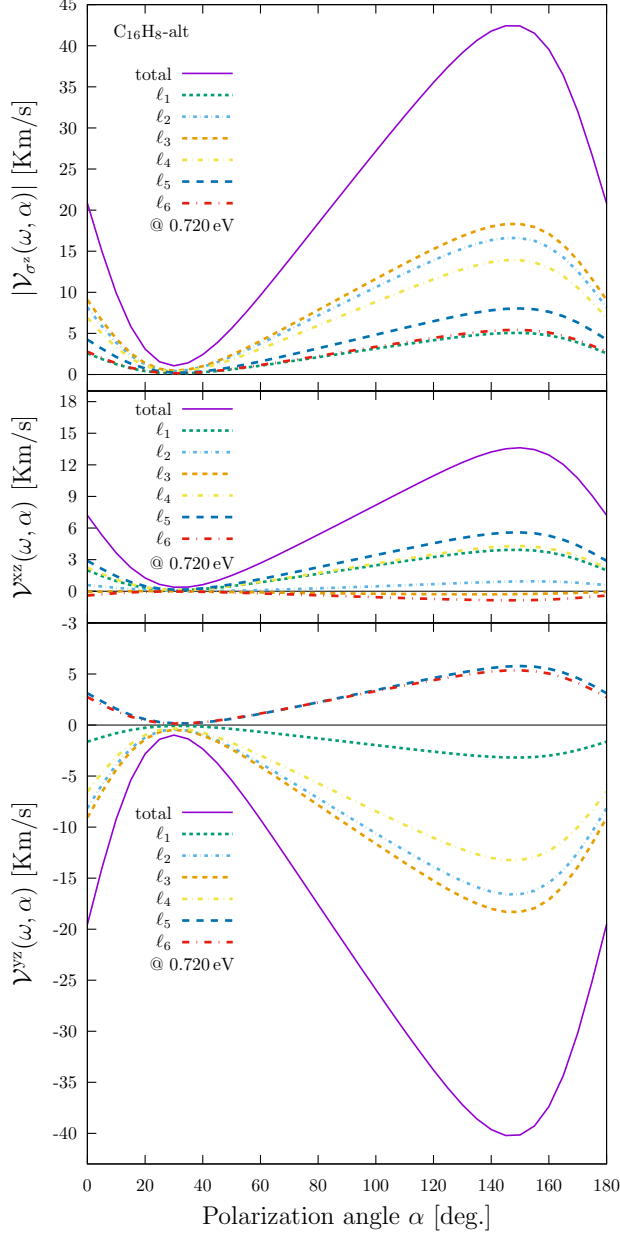 C₁₆H₈-alt
|𝒱_σᶻ(ω, α)| [Km/s]
45
40
35
30
25
20
15
10
5
0
total
ℓ₁
ℓ₂
ℓ₃
ℓ₄
ℓ₅
ℓ₆
@ 0.720 eV
𝒱ˣᶻ(ω, α) [Km/s]
18
15
12
9
6
3
0
-3
total
ℓ₁
ℓ₂
ℓ₃
ℓ₄
ℓ₅
ℓ₆
@ 0.720 eV
𝒱ʸᶻ(ω, α) [Km/s]
5
0
-5
-10
-15
-20
-25
-30
-35
-40
total
ℓ₁
ℓ₂
ℓ₃
ℓ₄
ℓ₅
ℓ₆
@ 0.720 eV
0 20 40 60 80 100 120 140 160 180
Polarization angle α [deg.]